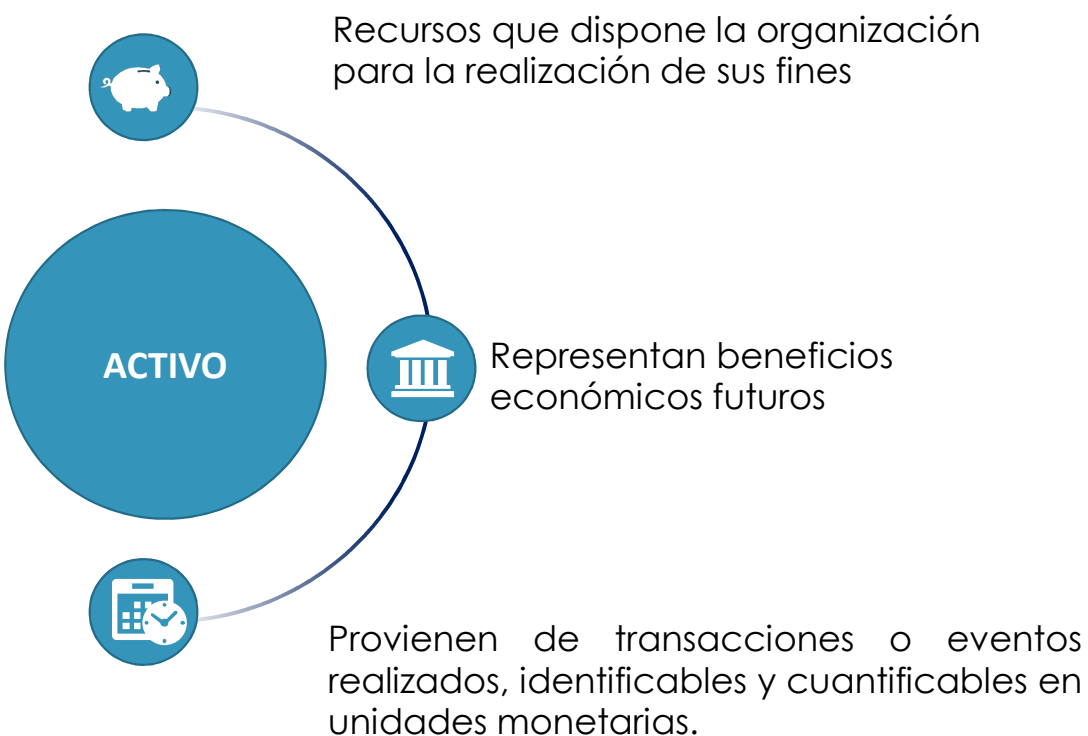 Recursos que dispone la organización
para la realización de sus fines
ACTIVO
Representan beneficios
económicos futuros
Provienen de transacciones o eventos
realizados, identificables y cuantificables en
unidades monetarias.